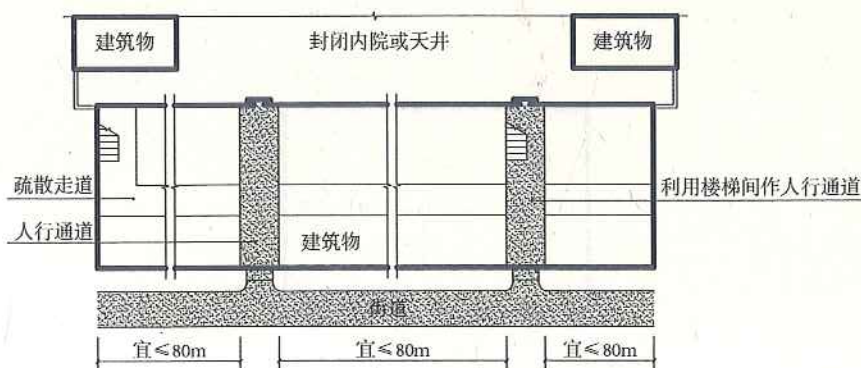 建筑物
封闭内院或天井
建筑物
疏散走道
利用楼梯间作人行通道
人行通道
建筑物
街道
宜≤80m
宜≤80m
宜≤80m